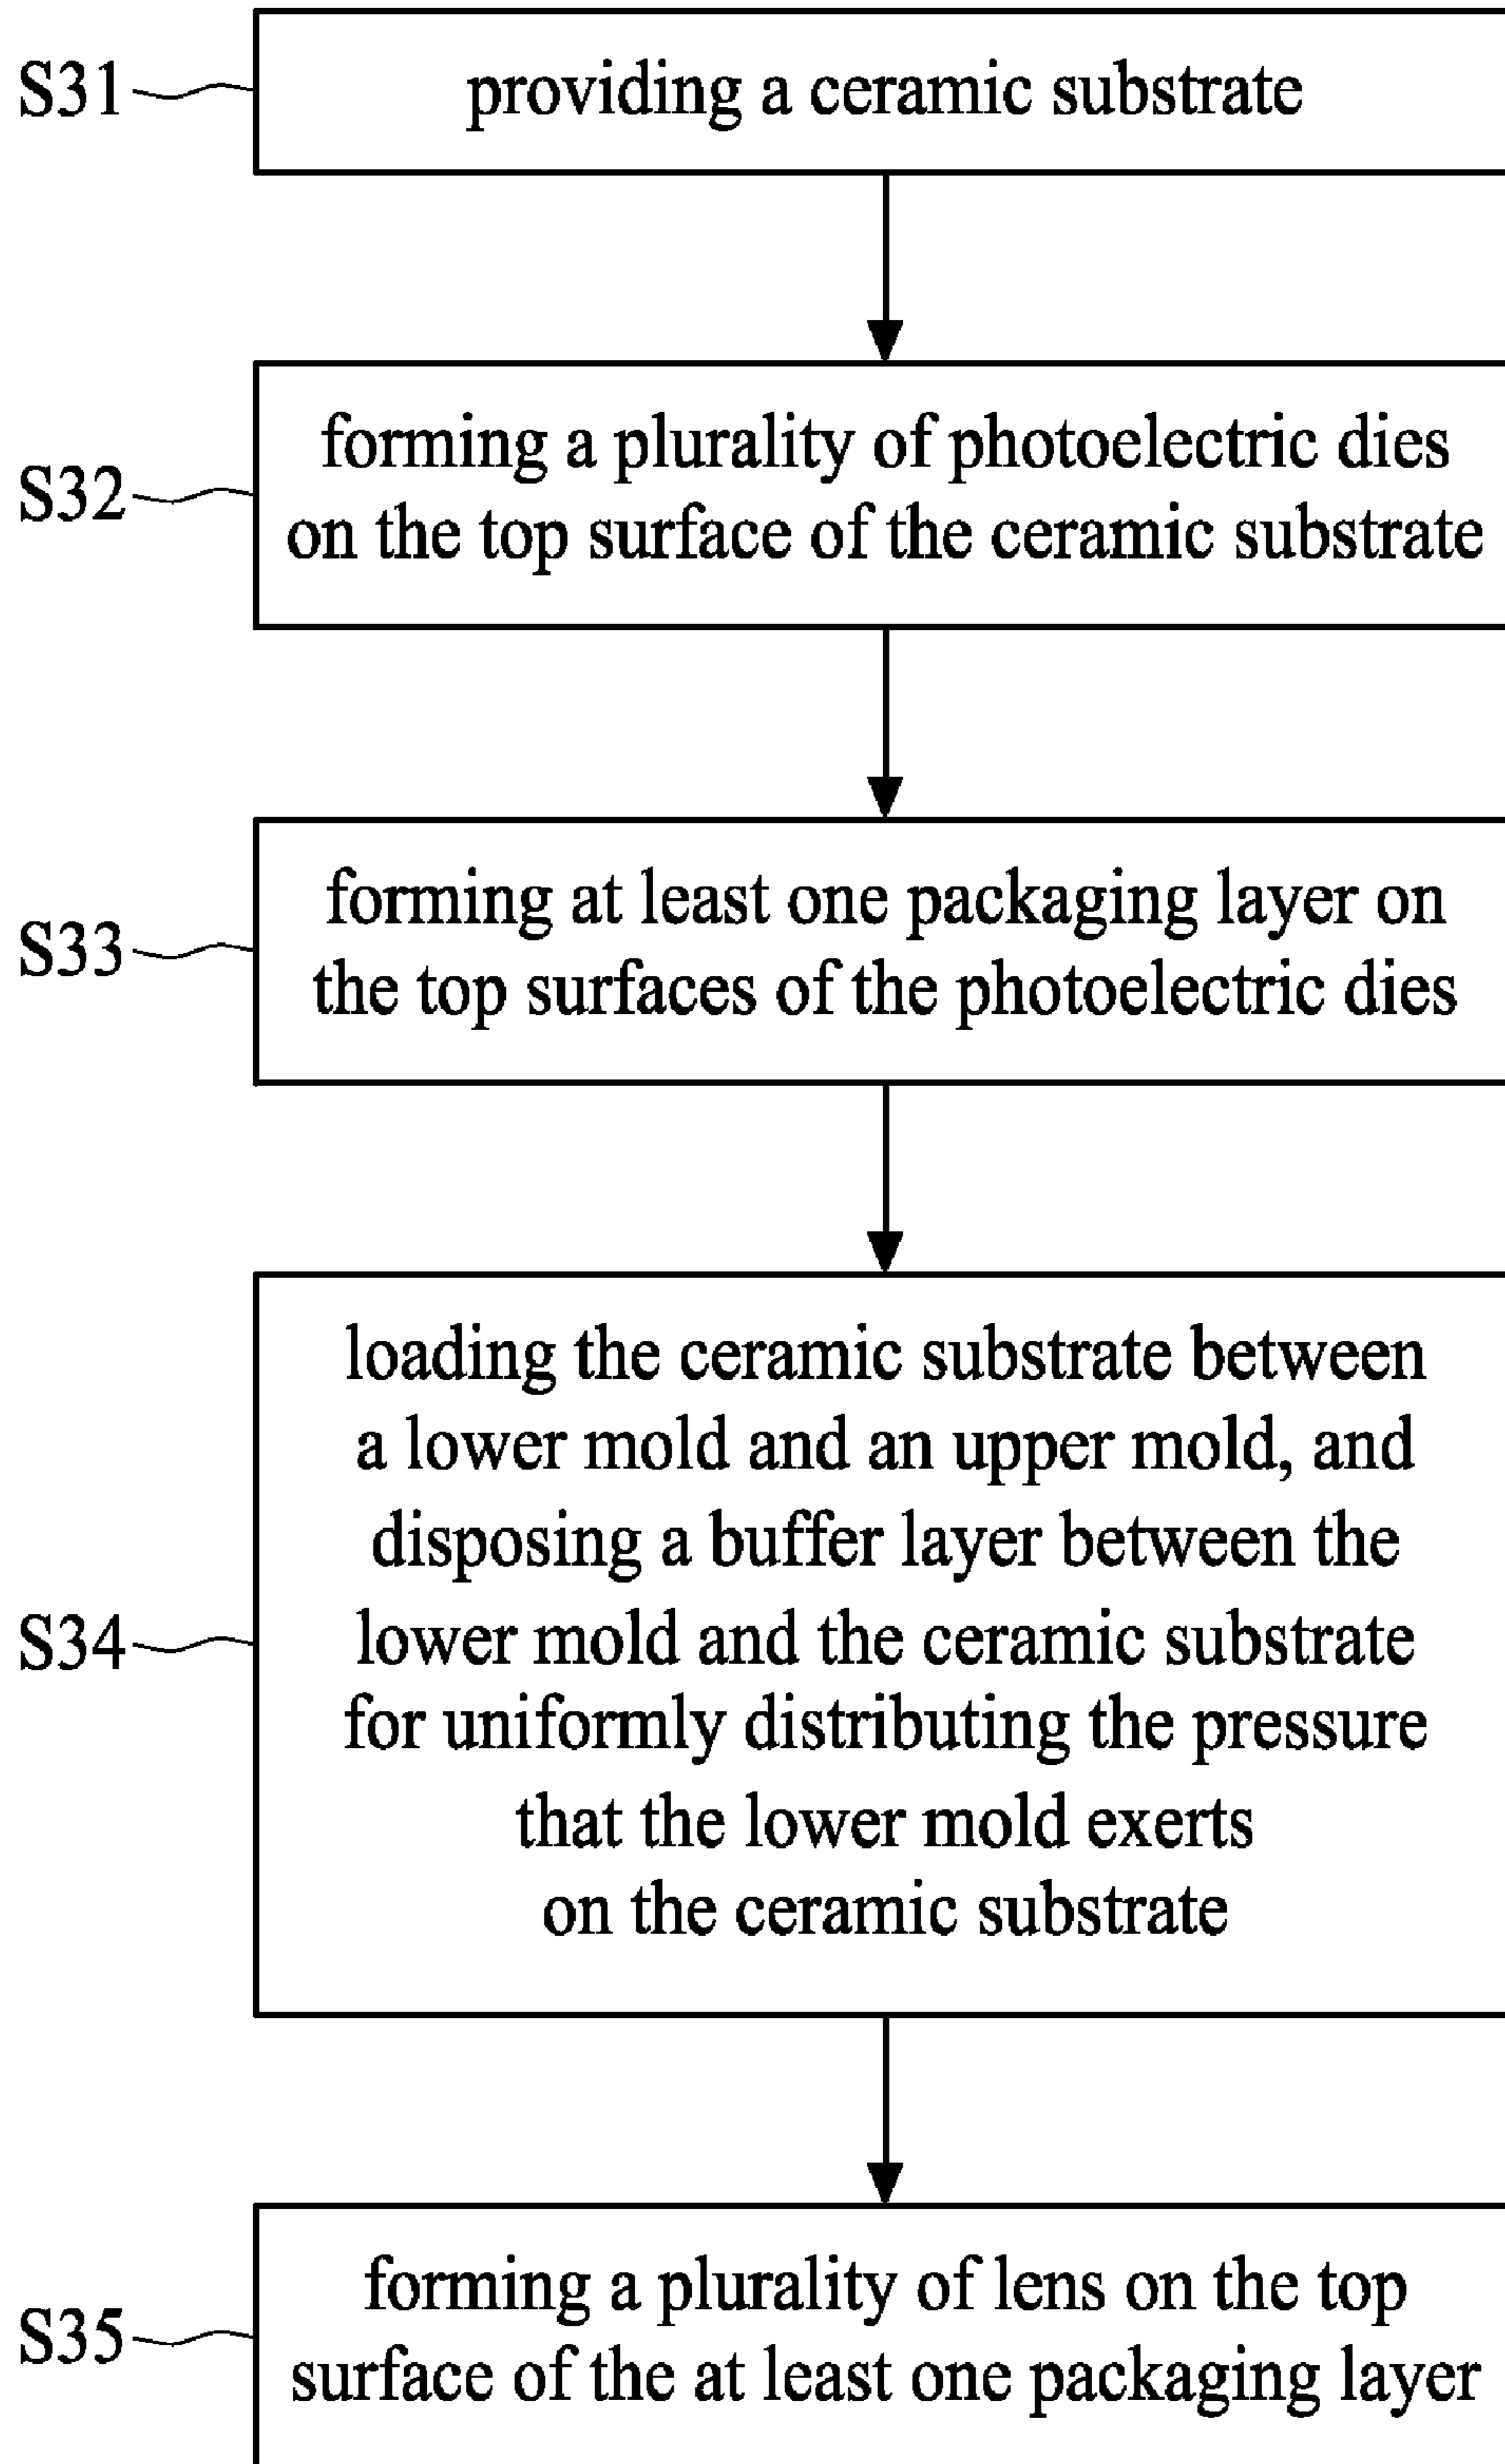 S31
providing a ceramic substrate
S32
forming a plurality of photoelectric dies
on the top surface of the ceramic substrate
S33
forming at least one packaging layer on
the top surfaces of the photoelectric dies
S34
loading the ceramic substrate between
a lower mold and an upper mold, and
disposing a buffer layer between the
lower mold and the ceramic substrate
for uniformly distributing the pressure
that the lower mold exerts
on the ceramic substrate
S35
forming a plurality of lens on the top
surface of the at least one packaging layer